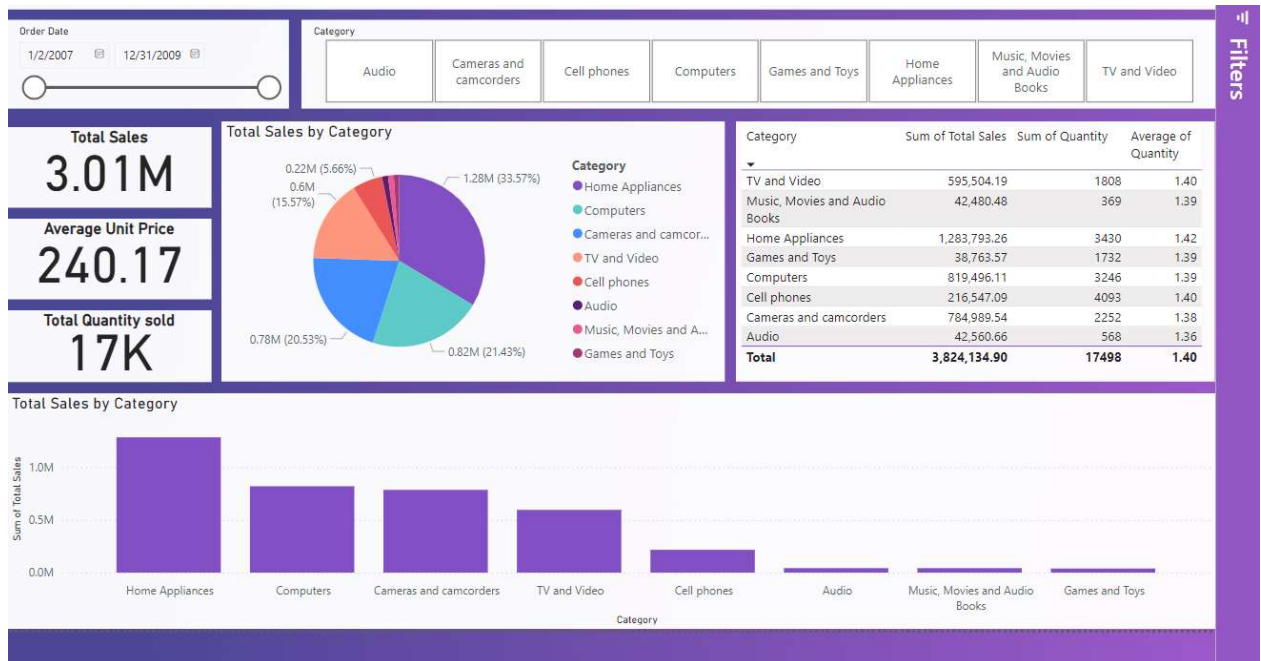 Order Date
1/2/2007
12/31/2009
Category
Audio
Cameras and
camcorders
Cell phones
Computers
Games and Toys
Home
Appliances
Music, Movies
and Audio
Books
TV and Video
Filters
Total Sales
3.01M
Average Unit Price
240.17
Total Quantity sold
17K
Total Sales by Category
0.22M (5.66%)
0.6M
(15.57%)
1.28M (33.57%)
0.78M (20.53%)
0.82M (21.43%)
Category
Home Appliances
Computers
Cameras and camcor...
TV and Video
Cell phones
Audio
Music, Movies and A...
Games and Toys
Category Sum of Total Sales Sum of Quantity Average of
Quantity
TV and Video 595,504.19 1808 1.40
Music, Movies and Audio 42,480.48 369 1.39
Books
Home Appliances 1,283,793.26 3430 1.42
Games and Toys 38,763.57 1732 1.39
Computers 819,496.11 3246 1.39
Cell phones 216,547.09 4093 1.40
Cameras and camcorders 784,989.54 2252 1.38
Audio 42,560.66 568 1.36
Total 3,824,134.90 17498 1.40
Total Sales by Category
Sum of Total Sales
1.0M
0.5M
0.0M
Home Appliances
Computers
Cameras and camcorders
TV and Video
Cell phones
Audio
Music, Movies and Audio
Books
Games and Toys
Category